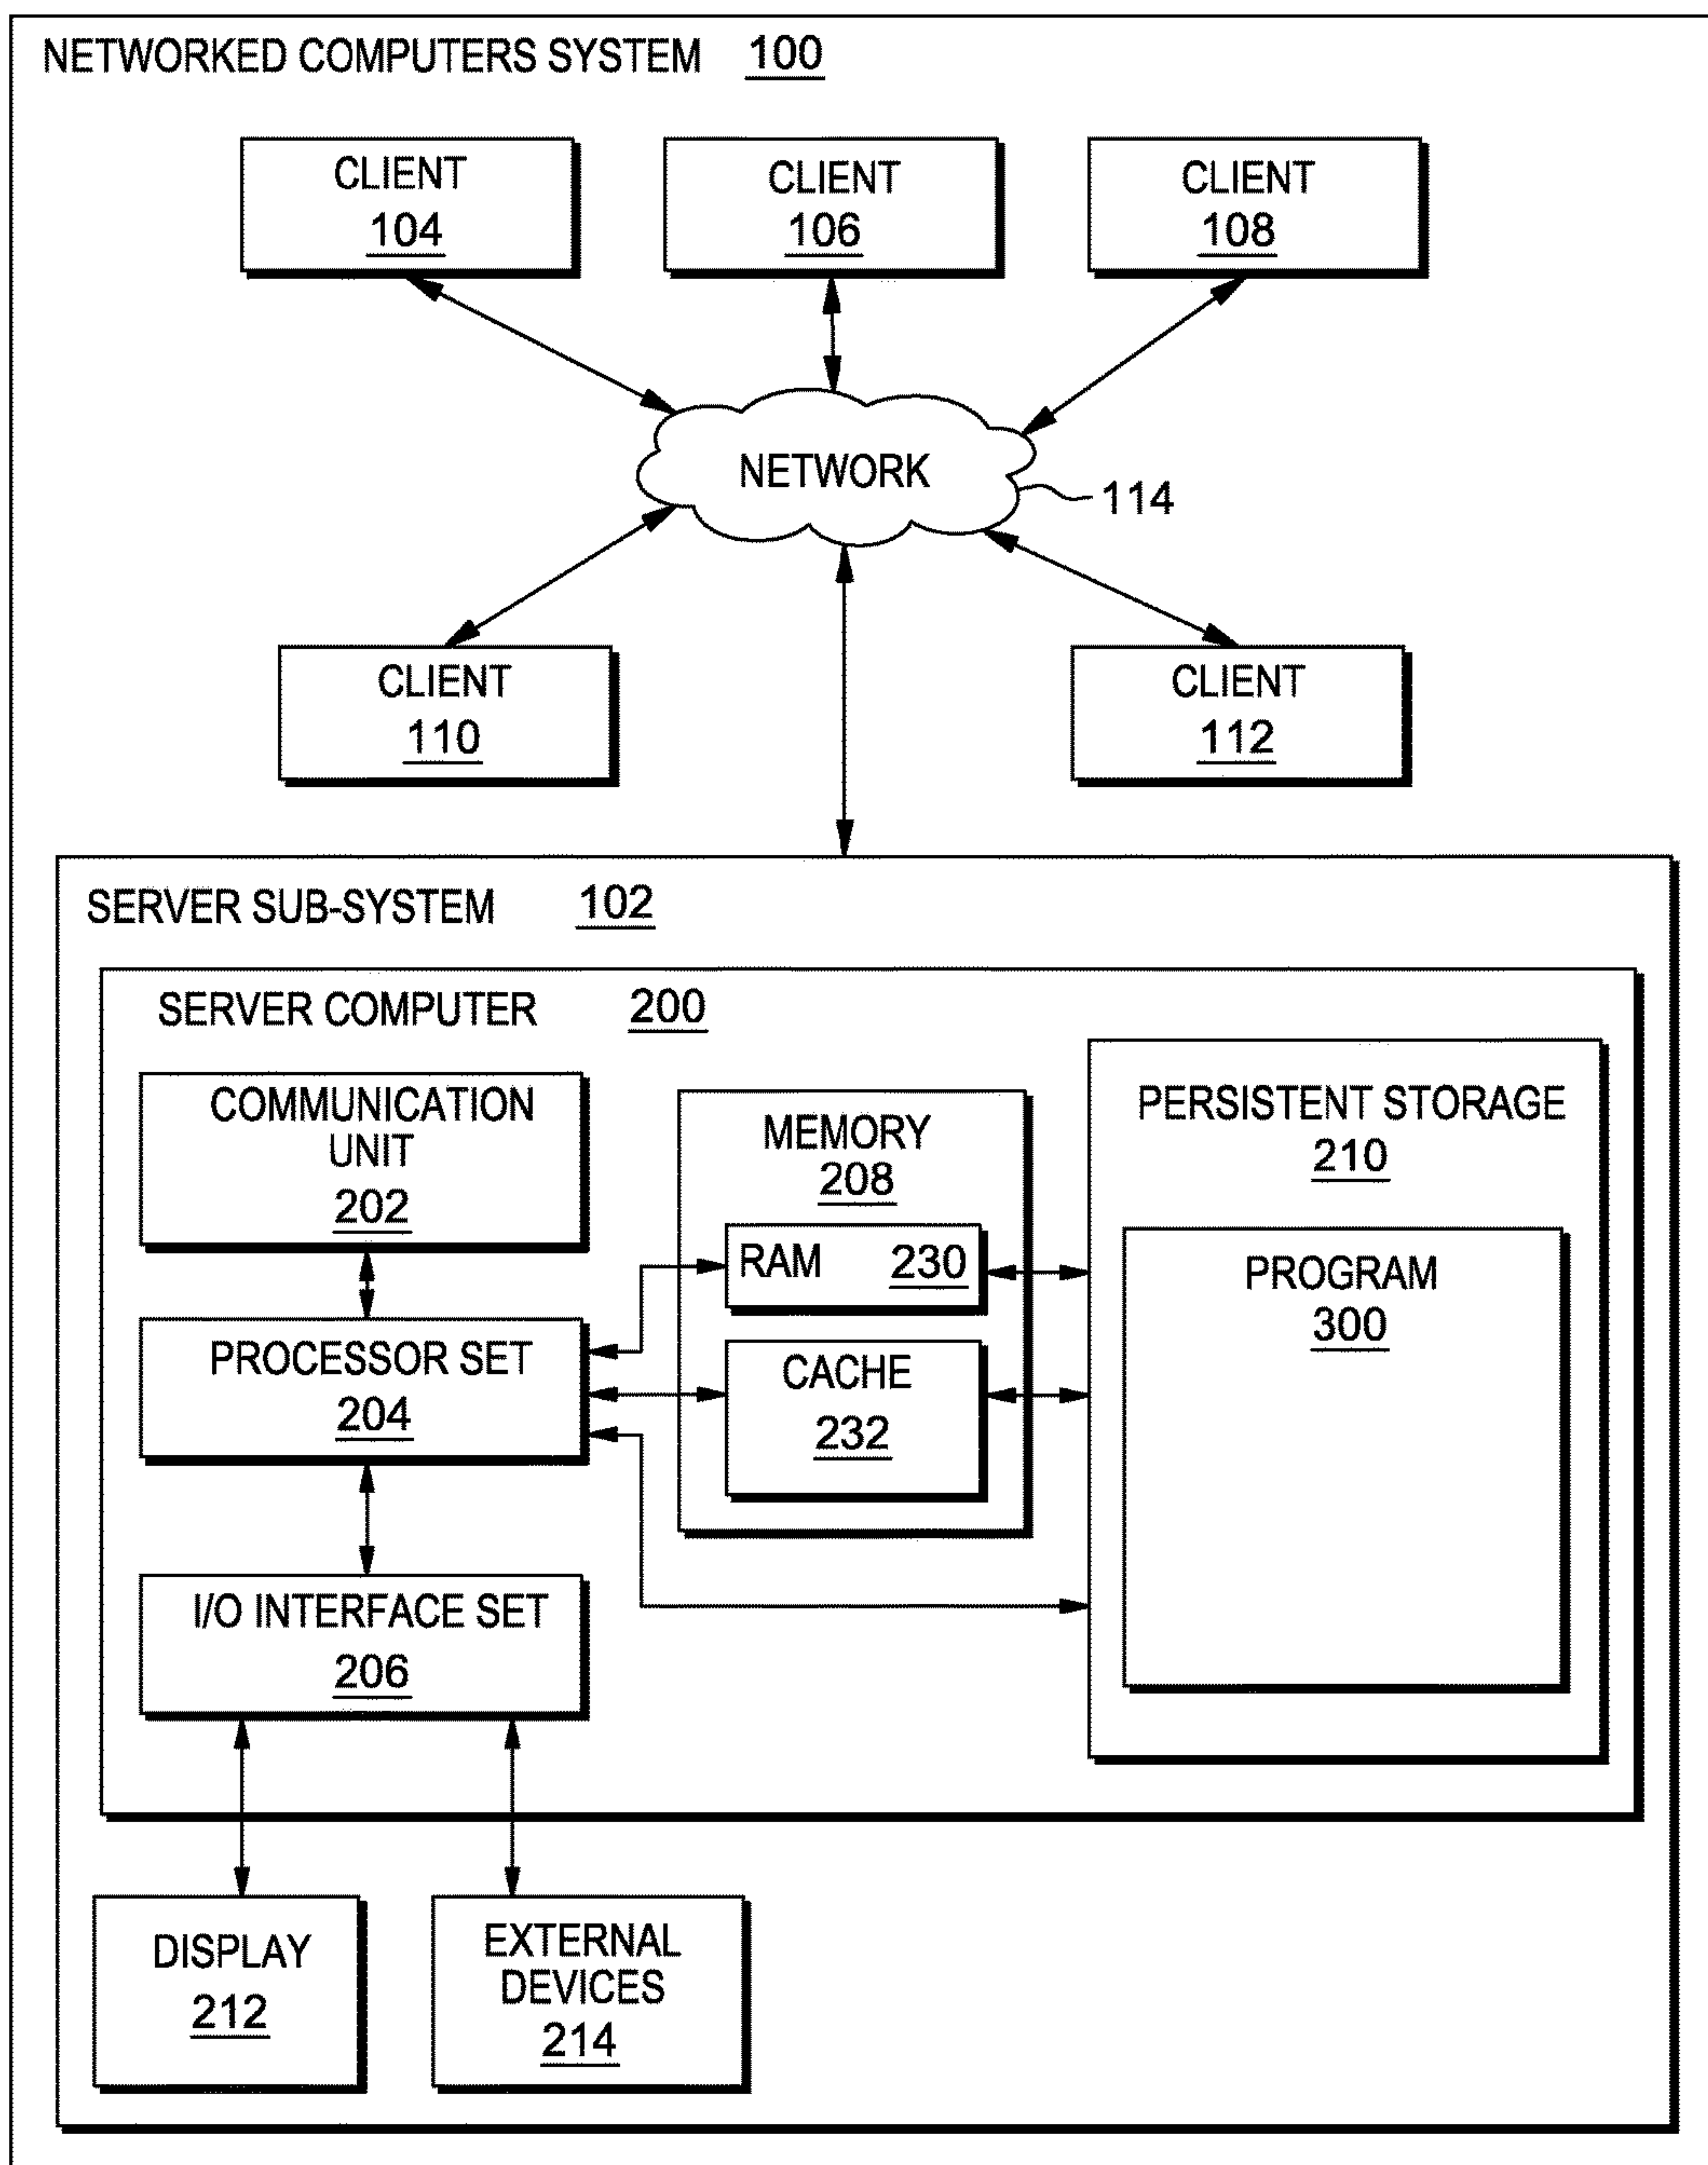 NETWORKED COMPUTERS SYSTEM 100
CLIENT
104
CLIENT
106
CLIENT
108
NETWORK
114
CLIENT
110
CLIENT
112
SERVER SUB-SYSTEM 102
SERVER COMPUTER 200
COMMUNICATION
UNIT
202
PROCESSOR SET
204
I/O INTERFACE SET
206
MEMORY
208
RAM 230
CACHE
232
PERSISTENT STORAGE
210
PROGRAM
300
DISPLAY
212
EXTERNAL
DEVICES
214